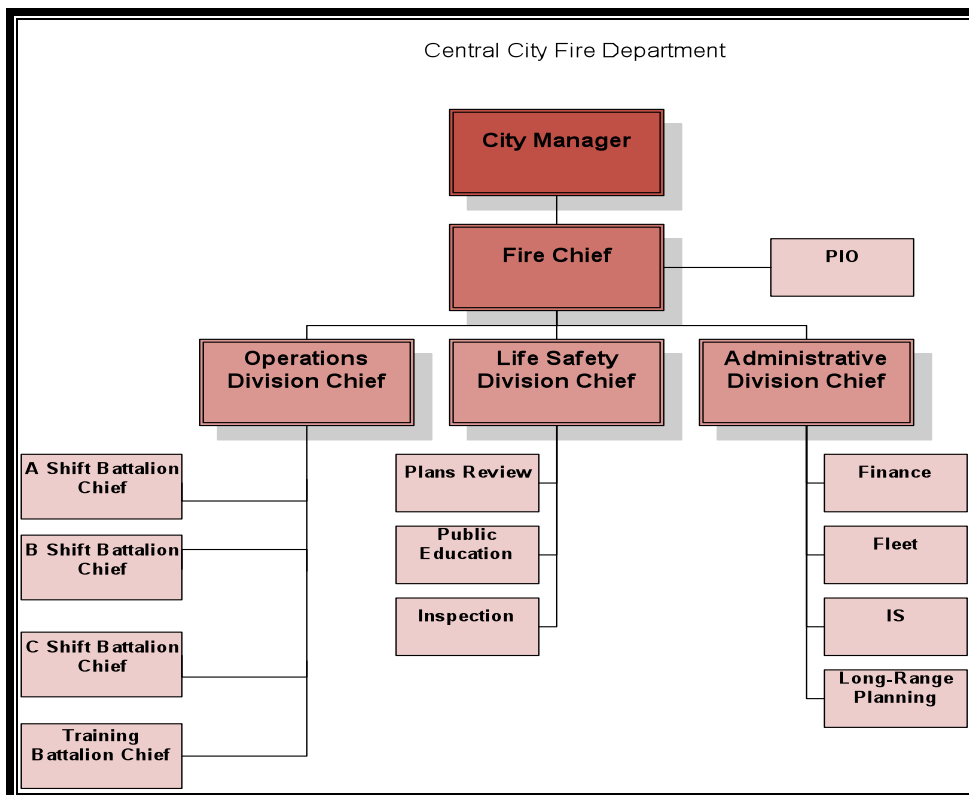 Central City Fire Department
City Manager
Fire Chief
PIO
Operations
Division Chief
Life Safety
Division Chief
Administrative
Division Chief
A Shift Battalion
Chief
B Shift Battalion
Chief
C Shift Battalion
Chief
Training
Battalion Chief
Plans Review
Public
Education
Inspection
Finance
Fleet
IS
Long-Range
Planning